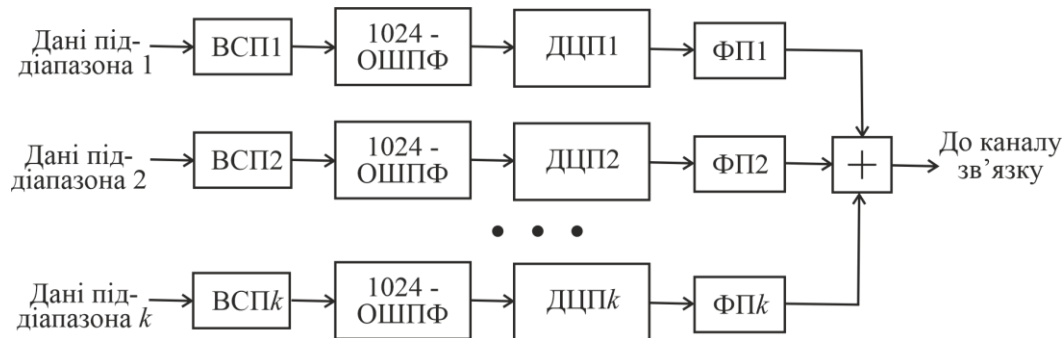 Дані під-
діапазона 1
ВСП1
1024 -
ОШПФ
ДЦП1
ФП1
Дані під-
діапазона 2
ВСП2
1024 -
ОШПФ
ДЦП2
ФП2
+
До каналу
зв’язку
Дані під-
діапазона k
ВСПk
1024 -
ОШПФ
ДЦПk
ФПk